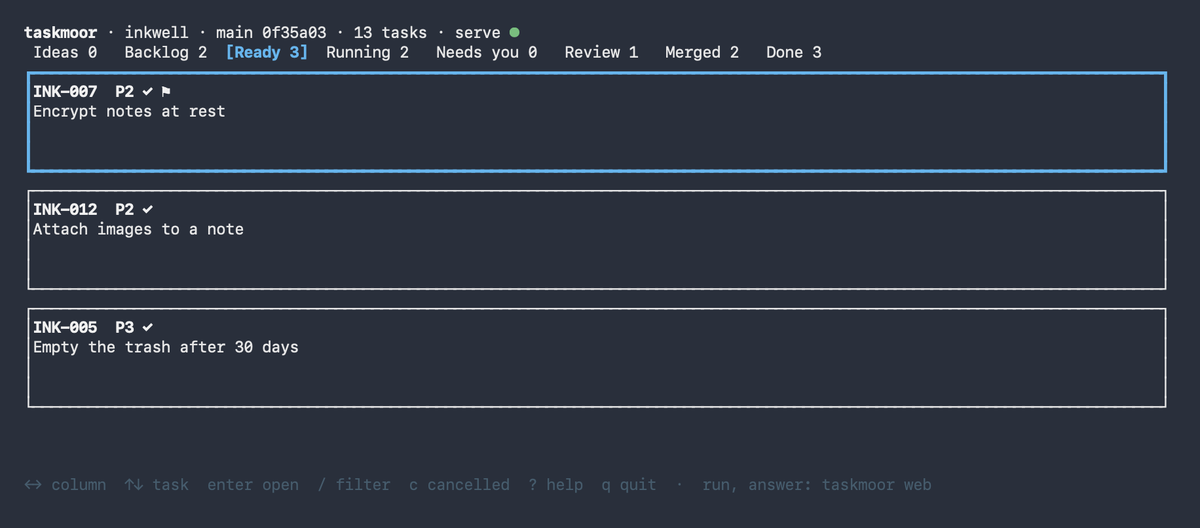 taskmoor · inkwell · main 0f35a03 · 13 tasks · serve ●
Ideas 0 Backlog 2 [Ready 3] Running 2 Needs you 0 Review 1 Merged 2 Done 3
INK-007 P2 ✓ ⚑
Encrypt notes at rest
INK-012 P2 ✓
Attach images to a note
INK-005 P3 ✓
Empty the trash after 30 days
↔ column ↑↓ task enter open / filter c cancelled ? help q quit · run, answer: taskmoor web